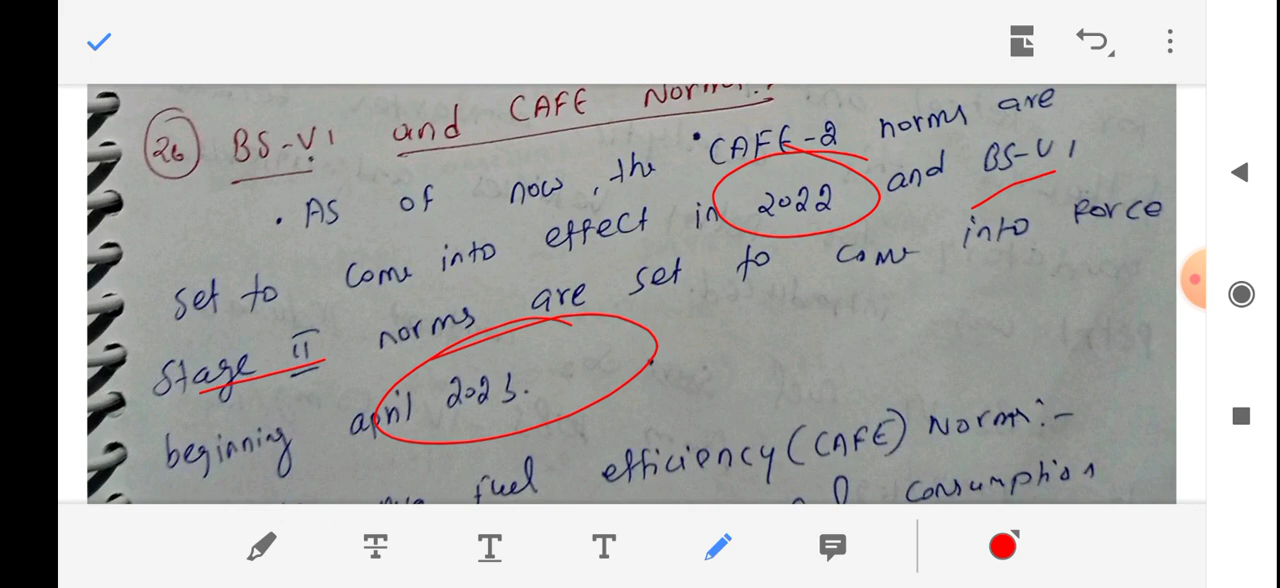 26 BS-VI and CAFE Norm
• As of now, the CAFE-2 norms are
set to come into effect in 2022 and BS-VI
Stage II norms are set to come into force
beginning april 2023.
fuel efficiency (CAFE) Norm:-
consumption